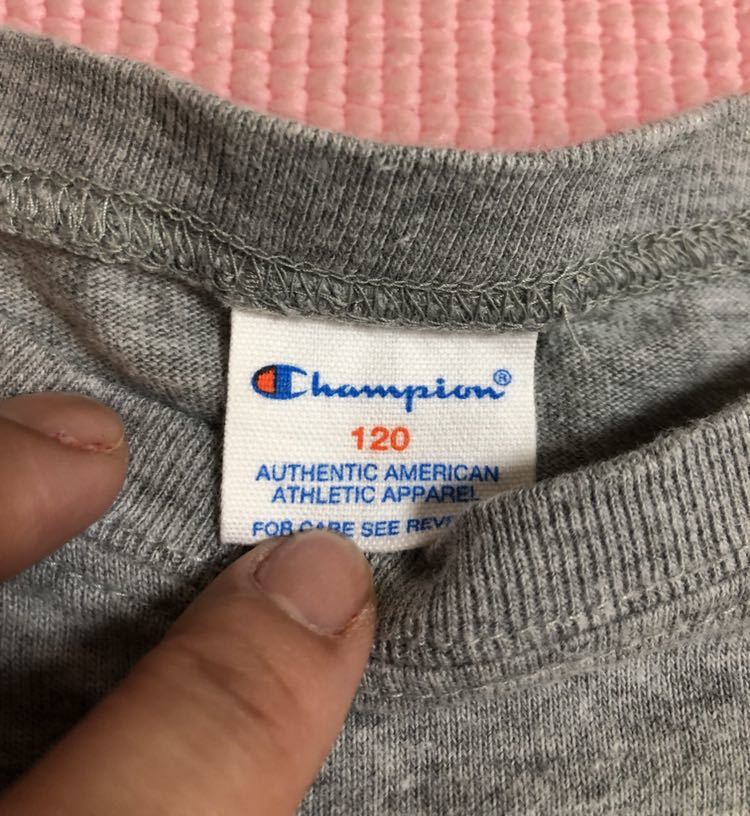 Champion®
120
AUTHENTIC AMERICAN
ATHLETIC APPAREL
FOR CARE SEE